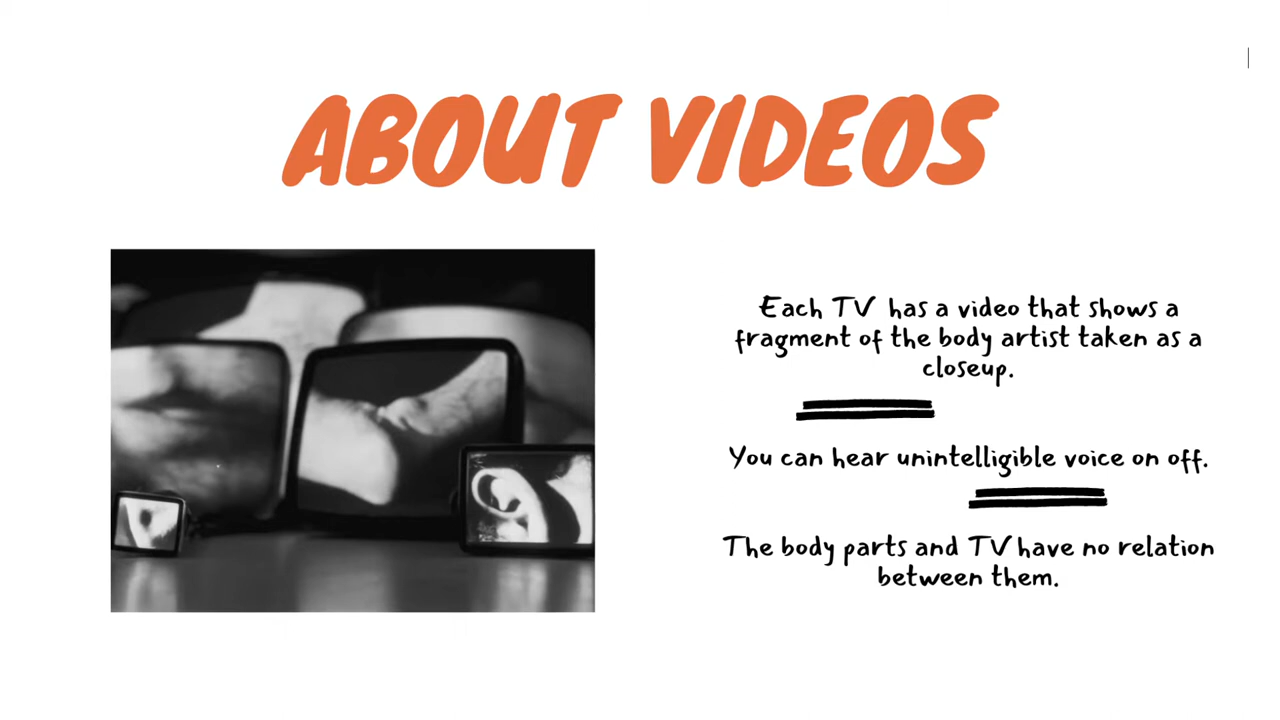 ABOUT VIDEOS
Each TV has a video that shows a
fragment of the body artist taken as a
closeup.
You can hear unintelligible voice on off.
The body parts and TV have no relation
between them.